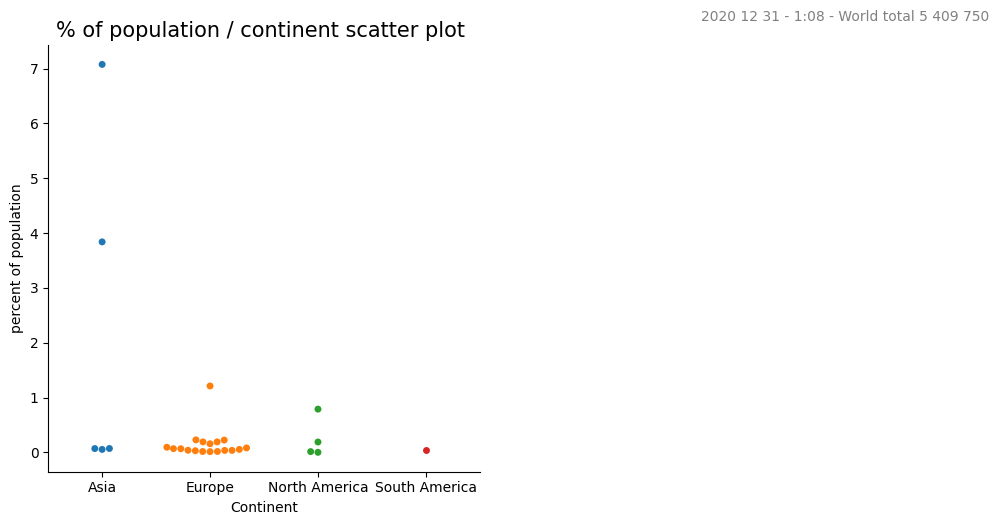 2020 12 31 - 1:08 - World total 5 409 750
% of population / continent scatter plot
7
6
5
4
3
2
1
0
percent of population
Asia Europe North America South America
Continent